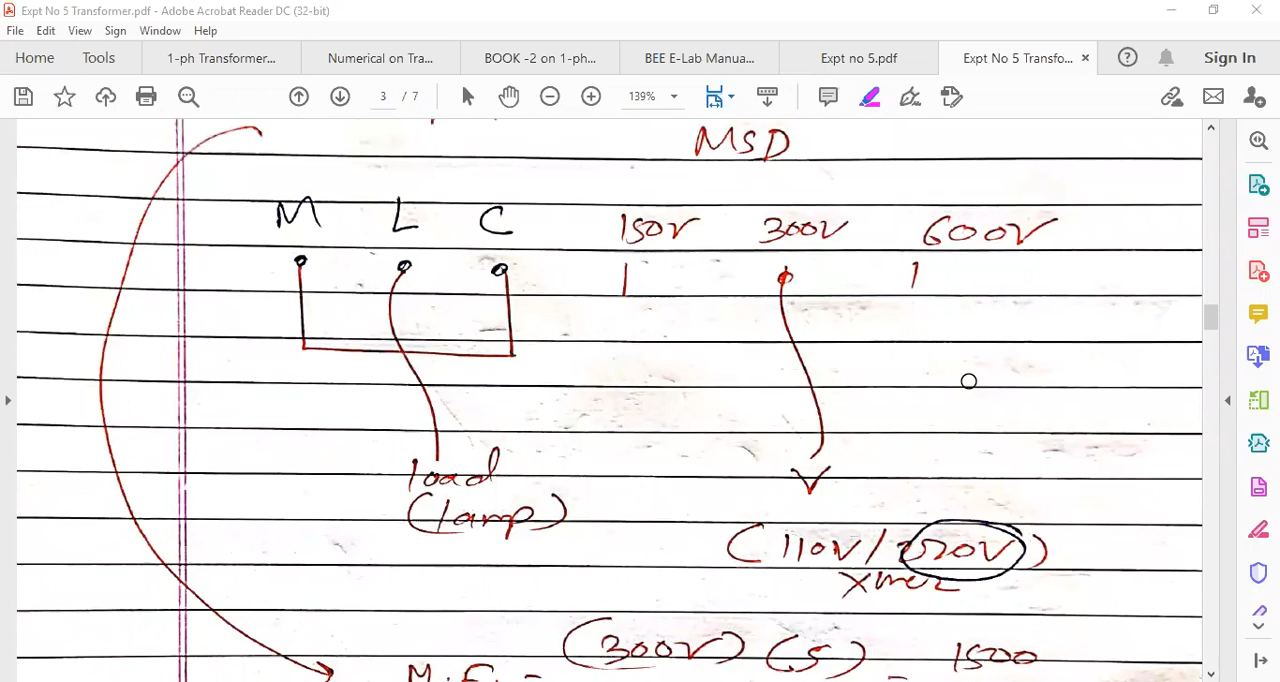 Expt No 5 Transformer.pdf - Adobe Acrobat Reader DC (32-bit)
File Edit View Sign Window Help
Home Tools 1-ph Transformer... Numerical on Tra... BOOK -2 on 1-ph... BEE E-Lab Manua... Expt no 5.pdf Expt No 5 Transfo... × ? Sign In
3 / 7 139%
MSD
M L C 150V 300V 600V
load V
(lamp)
(110V/220V)
Xmer
(300V) (5) 1500
M.F. =